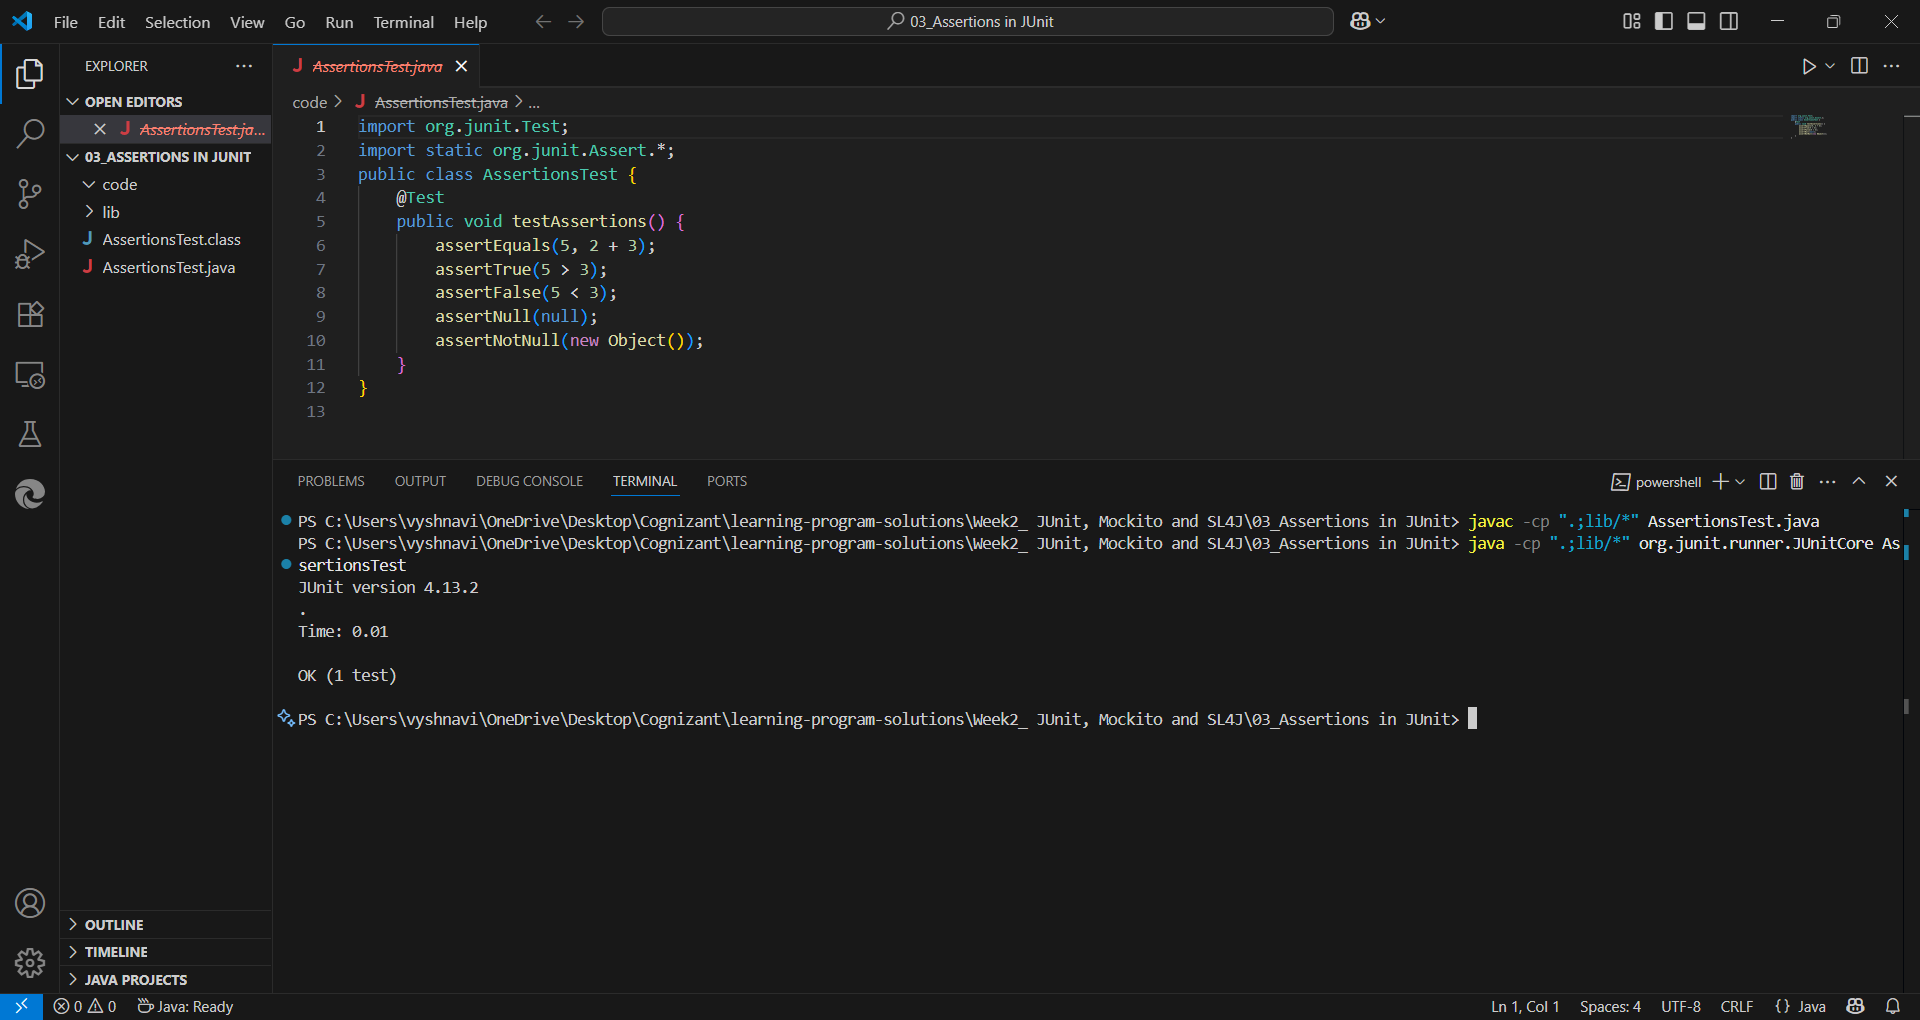 File Edit Selection View Go Run Terminal Help
03_Assertions in JUnit
EXPLORER
OPEN EDITORS
AssertionsTest.ja...
03_ASSERTIONS IN JUNIT
code
lib
AssertionsTest.class
AssertionsTest.java
OUTLINE
TIMELINE
JAVA PROJECTS
AssertionsTest.java
code > AssertionsTest.java > ...
1 import org.junit.Test;
2 import static org.junit.Assert.*;
3 public class AssertionsTest {
4 @Test
5 public void testAssertions() {
6 assertEquals(5, 2 + 3);
7 assertTrue(5 > 3);
8 assertFalse(5 < 3);
9 assertNull(null);
10 assertNotNull(new Object());
11 }
12 }
13
PROBLEMS OUTPUT DEBUG CONSOLE TERMINAL PORTS
powershell
PS C:\Users\vyshnavi\OneDrive\Desktop\Cognizant\learning-program-solutions\Week2_ JUnit, Mockito and SL4J\03_Assertions in JUnit> javac -cp ".;lib/*" AssertionsTest.java
PS C:\Users\vyshnavi\OneDrive\Desktop\Cognizant\learning-program-solutions\Week2_ JUnit, Mockito and SL4J\03_Assertions in JUnit> java -cp ".;lib/*" org.junit.runner.JUnitCore As
sertionsTest
JUnit version 4.13.2
.
Time: 0.01
OK (1 test)
PS C:\Users\vyshnavi\OneDrive\Desktop\Cognizant\learning-program-solutions\Week2_ JUnit, Mockito and SL4J\03_Assertions in JUnit>
0 0 Java: Ready
Ln 1, Col 1 Spaces: 4 UTF-8 CRLF {} Java